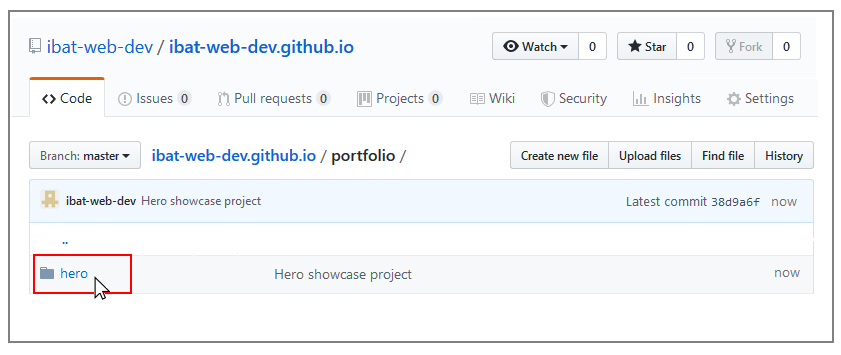 ibat-web-dev / ibat-web-dev.github.io Watch 0 Star 0 Fork 0
Code Issues 0 Pull requests 0 Projects 0 Wiki Security Insights Settings
Branch: master ibat-web-dev.github.io / portfolio / Create new file Upload files Find file History
ibat-web-dev Hero showcase project Latest commit 38d9a6f now
..
hero Hero showcase project now